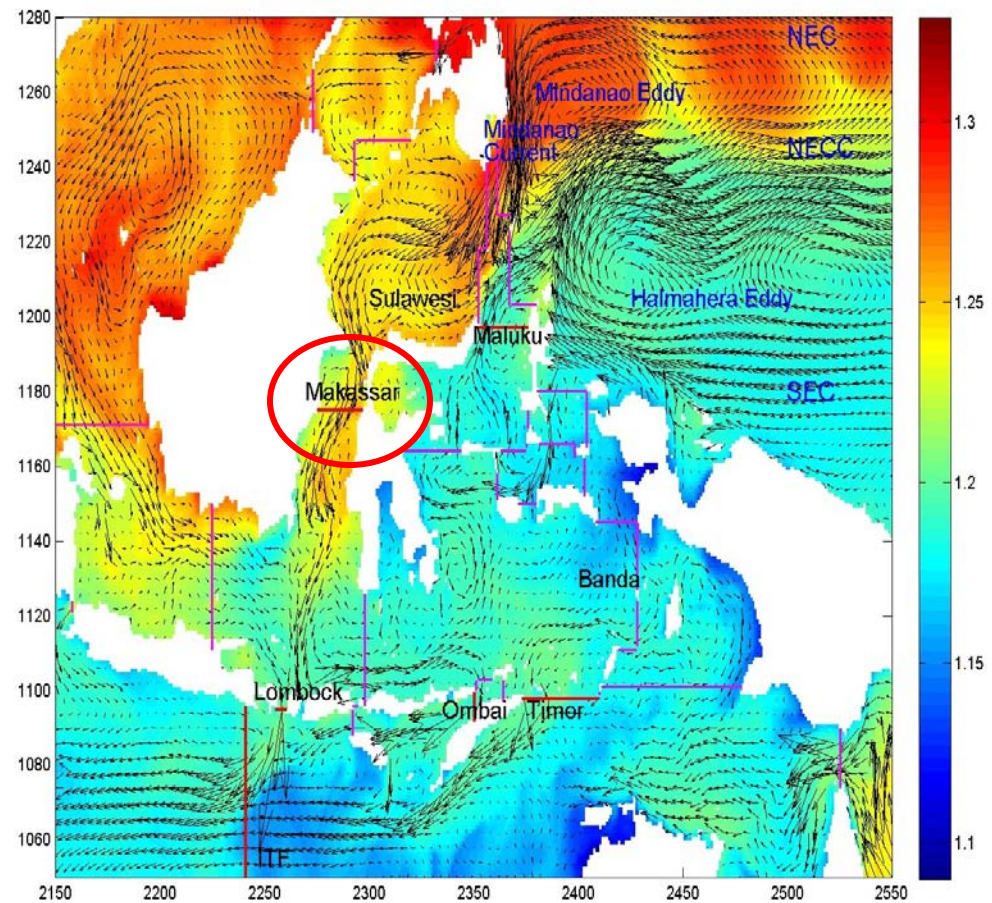 1280
1260
1240
1220
1200
1180
1160
1140
1120
1100
1080
1060
2150
2200
2250
2300
2350
2400
2450
2500
2550
NEC
Mindanao Eddy
Mindanao
Current
NECC
Sulawesi
Halmahera Eddy
Maluku
Makassar
SEC
Banda
Lombock
Ombai
Timor
ITF
1.3
1.25
1.2
1.15
1.1